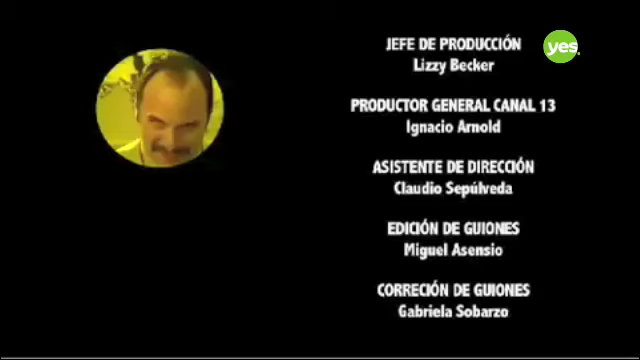 JEFE DE PRODUCCIÓN
Lizzy Becker
yes.
PRODUCTOR GENERAL CANAL 13
Ignacio Arnold
ASISTENTE DE DIRECCIÓN
Claudio Sepúlveda
EDICIÓN DE GUIONES
Miguel Asensio
CORRECIÓN DE GUIONES
Gabriela Sobarzo